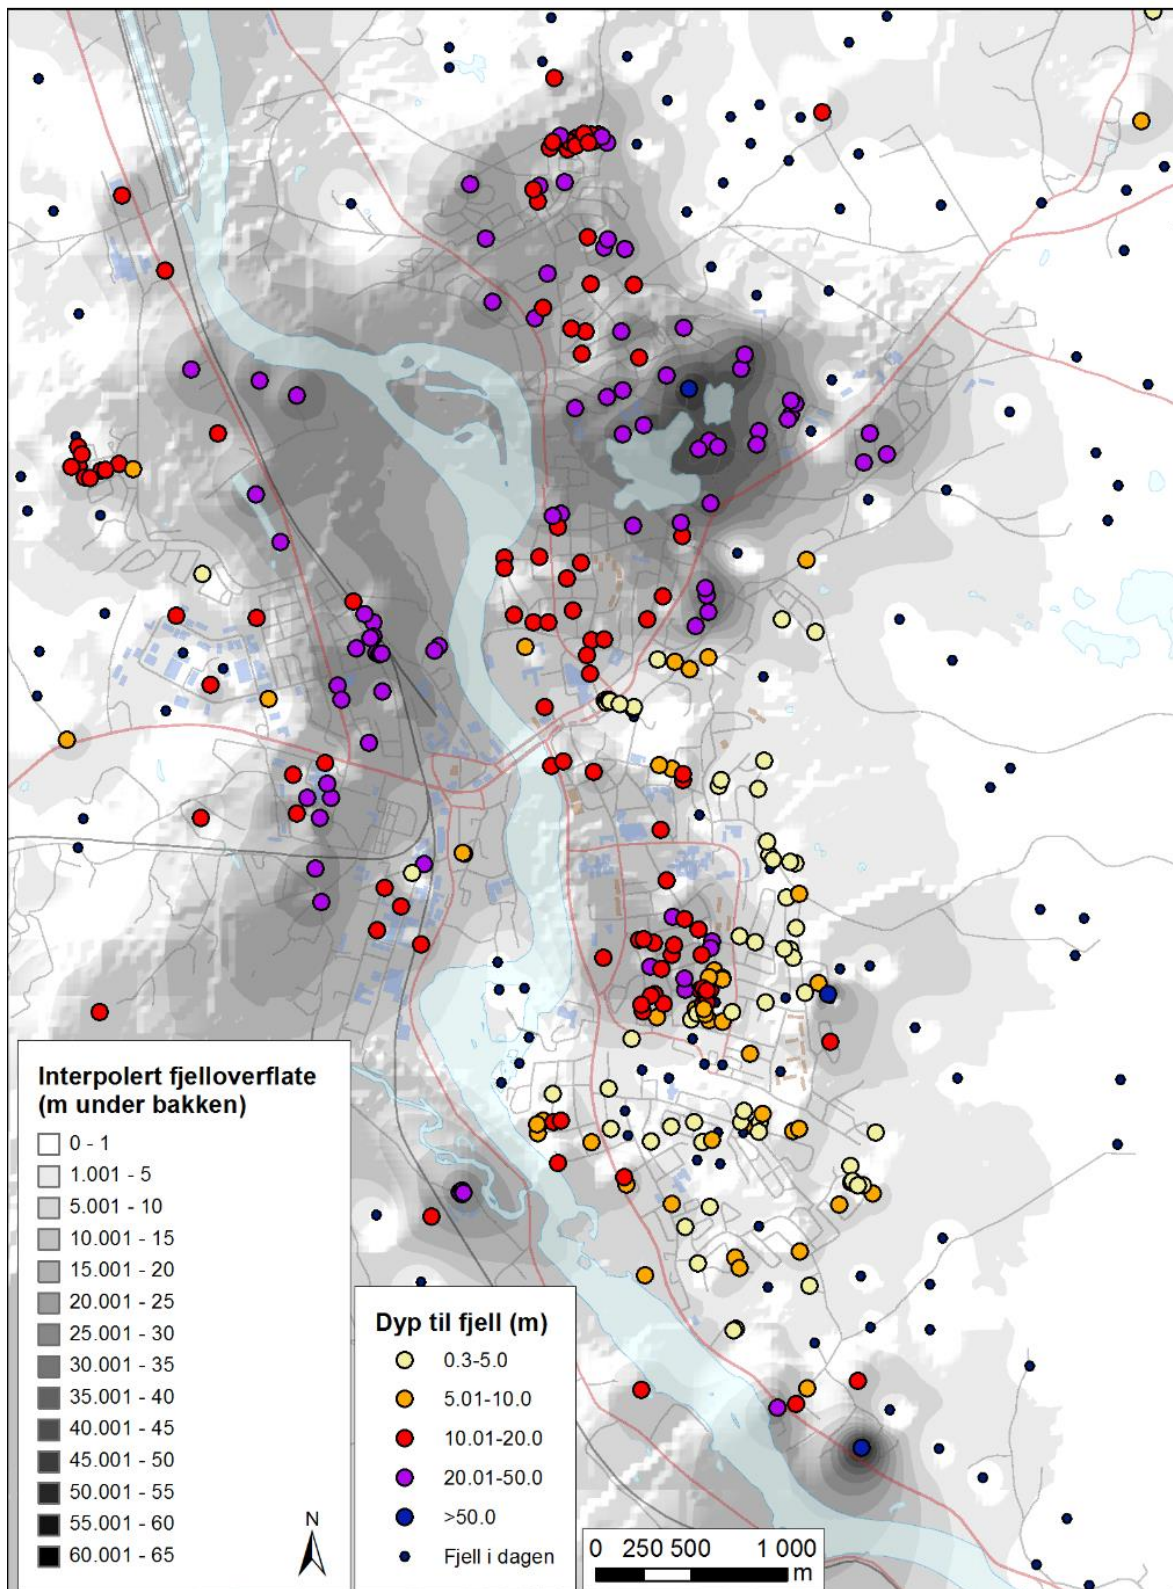 Interpolert fjelloverflate
(m under bakken)
0 - 1
1.001 - 5
5.001 - 10
10.001 - 15
15.001 - 20
20.001 - 25
25.001 - 30
30.001 - 35
35.001 - 40
40.001 - 45
45.001 - 50
50.001 - 55
55.001 - 60
60.001 - 65
N
Dyp til fjell (m)
0.3-5.0
5.01-10.0
10.01-20.0
20.01-50.0
>50.0
Fjell i dagen
0 250 500 1 000
m